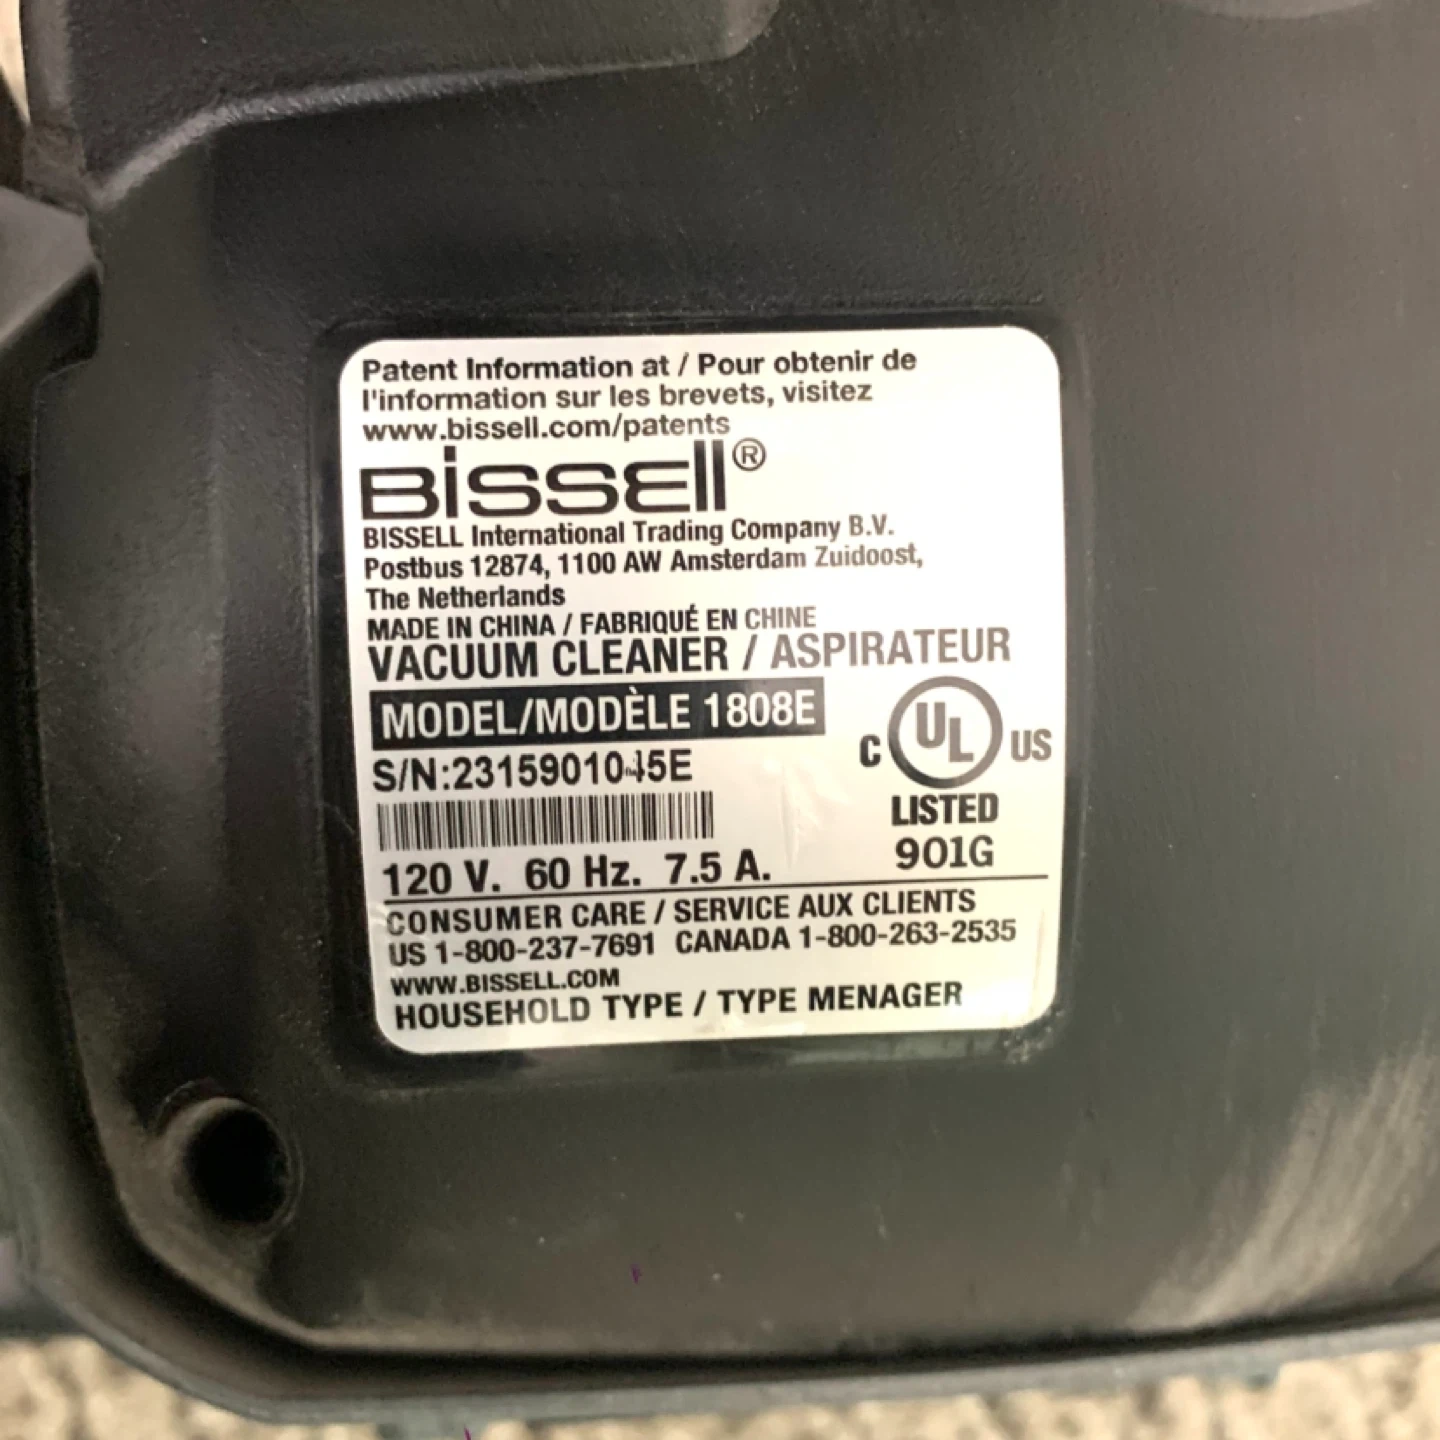 Patent Information at / Pour obtenir de
l'information sur les brevets, visitez
www.bissell.com/patents
BISSELL®
BISSELL International Trading Company B.V.
Postbus 12874, 1100 AW Amsterdam Zuidoost,
The Netherlands
MADE IN CHINA / FABRIQUÉ EN CHINE
VACUUM CLEANER / ASPIRATEUR
MODEL/MODÈLE 1808E
S/N:
C UL US
LISTED
901G
120 V. 60 Hz. 7.5 A.
CONSUMER CARE / SERVICE AUX CLIENTS
US 1-800-237-7691 CANADA 1-800-263-2535
WWW.BISSELL.COM
HOUSEHOLD TYPE / TYPE MENAGER